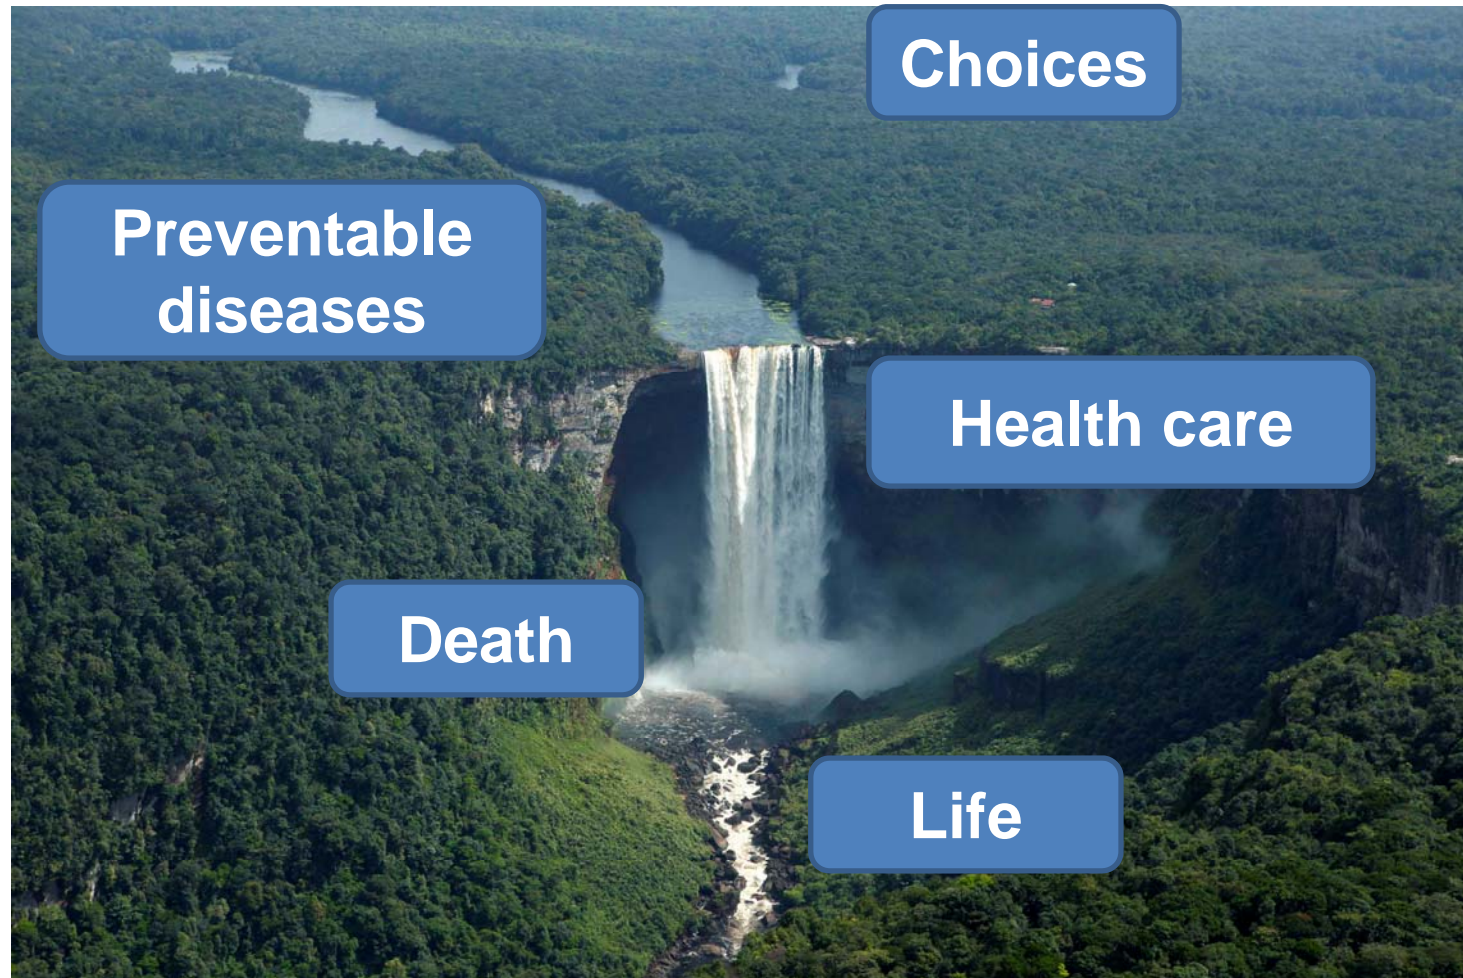 Choices
Preventable
diseases
Health care
Death
Life